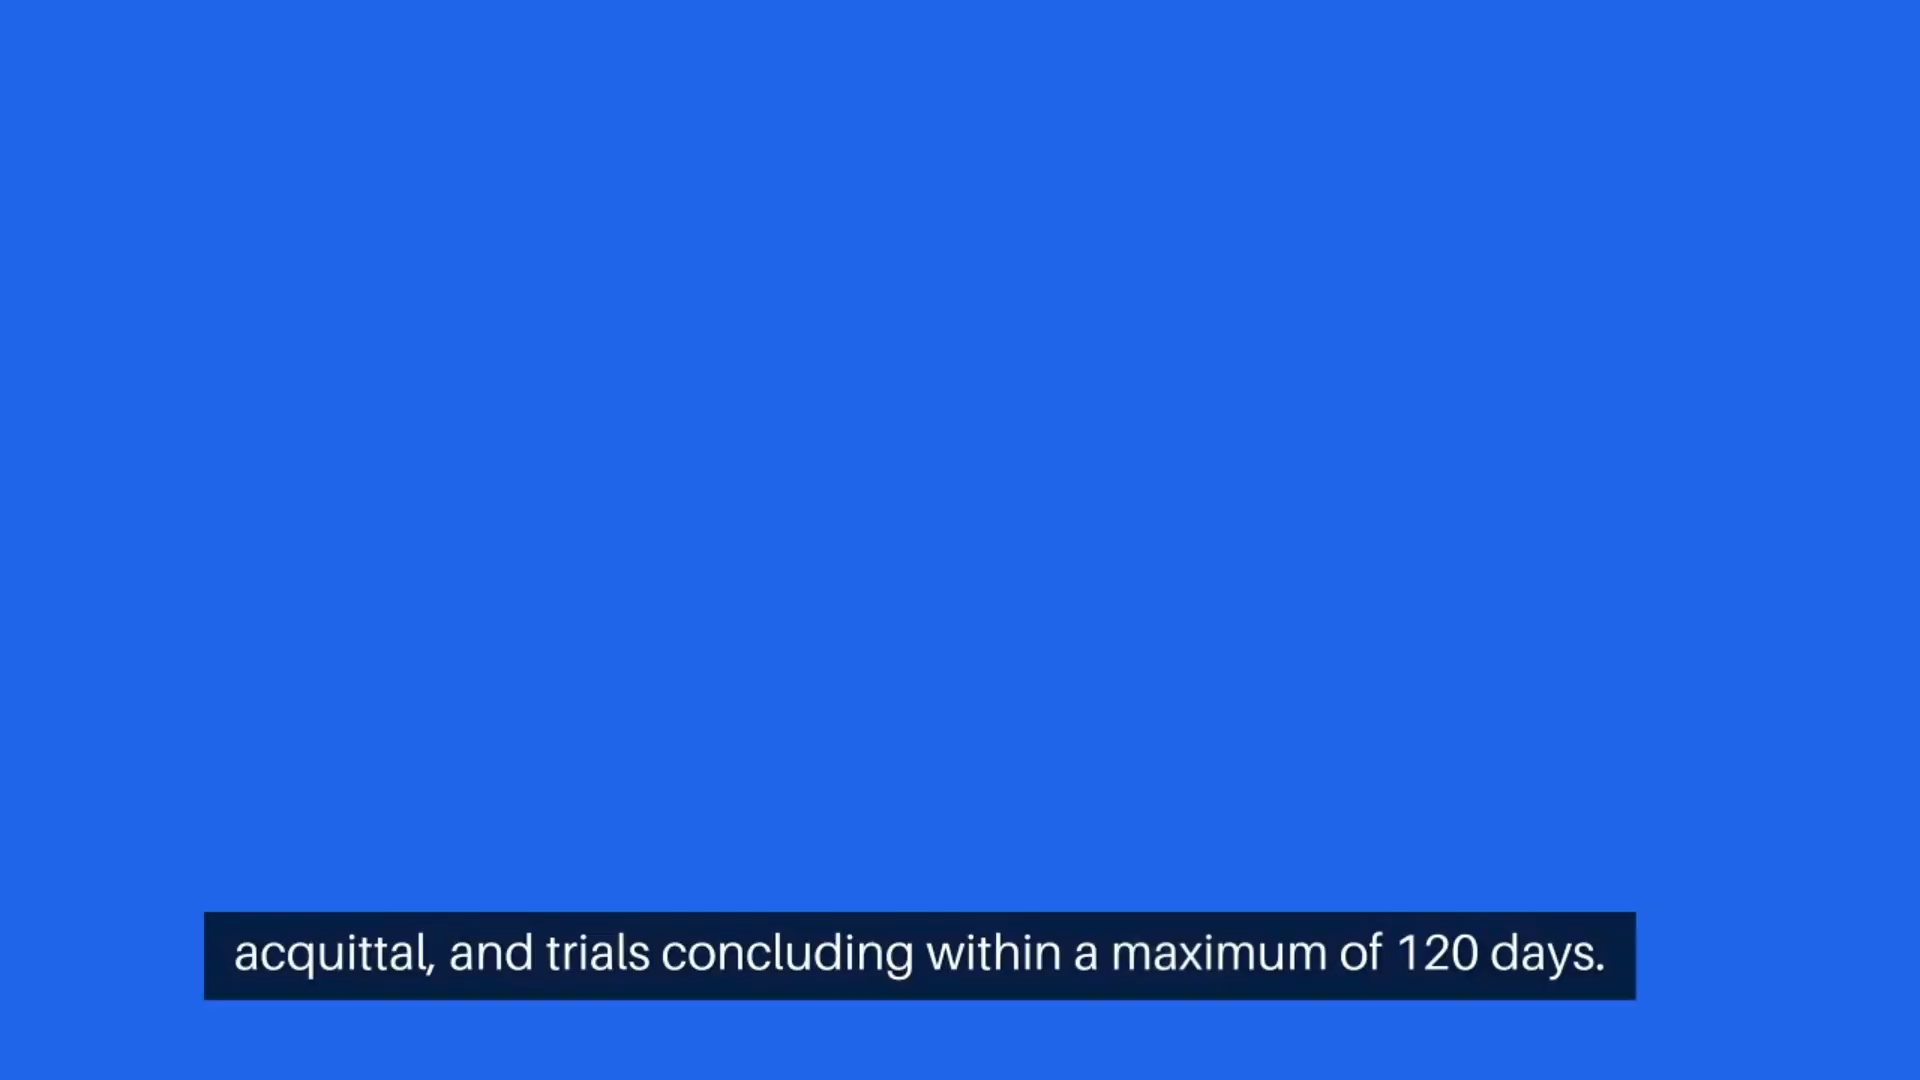 acquittal, and trials concluding within a maximum of 120 days.